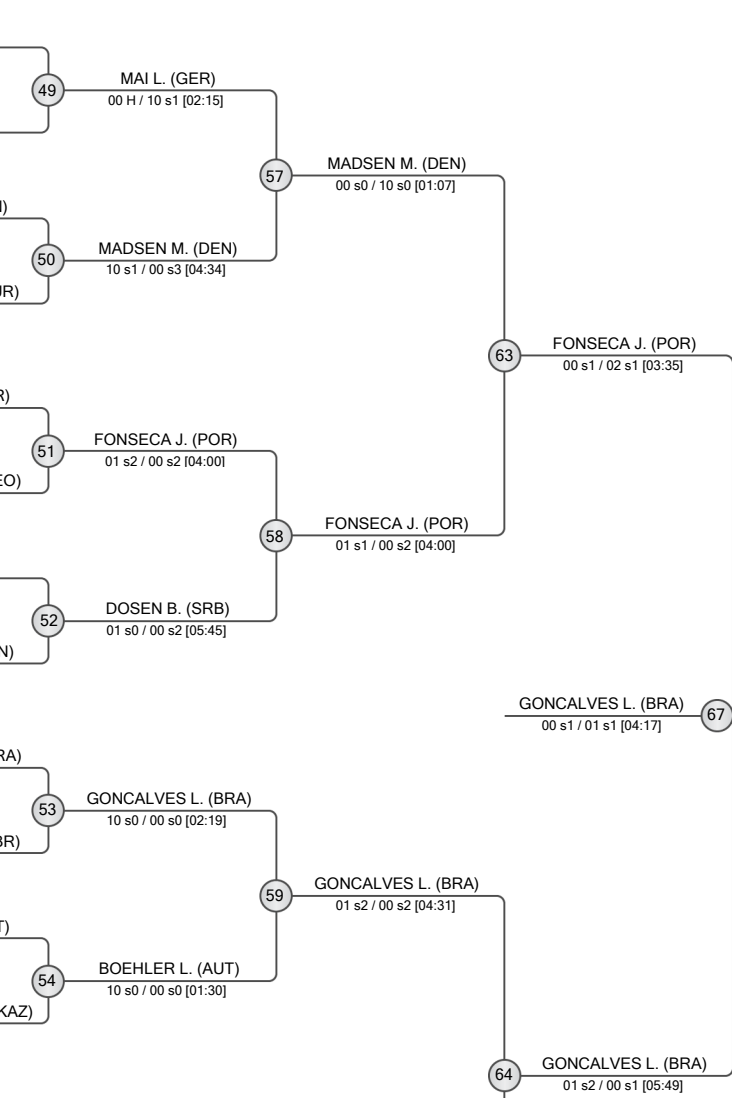 49
MAI L. (GER)
00 H / 10 s1 [02:15]
57
MADSEN M. (DEN)
00 s0 / 10 s0 [01:07]
)
50
MADSEN M. (DEN)
10 s1 / 00 s3 [04:34]
R)
63
FONSECA J. (POR)
00 s1 / 02 s1 [03:35]
)
51
FONSECA J. (POR)
01 s2 / 00 s2 [04:00]
EO)
58
FONSECA J. (POR)
01 s1 / 00 s2 [04:00]
52
DOSEN B. (SRB)
01 s0 / 00 s2 [05:45]
N)
GONCALVES L. (BRA)
00 s1 / 01 s1 [04:17]
67
RA)
53
GONCALVES L. (BRA)
10 s0 / 00 s0 [02:19]
BR)
59
GONCALVES L. (BRA)
01 s2 / 00 s2 [04:31]
T)
54
BOEHLER L. (AUT)
10 s0 / 00 s0 [01:30]
KAZ)
64
GONCALVES L. (BRA)
01 s2 / 00 s1 [05:49]